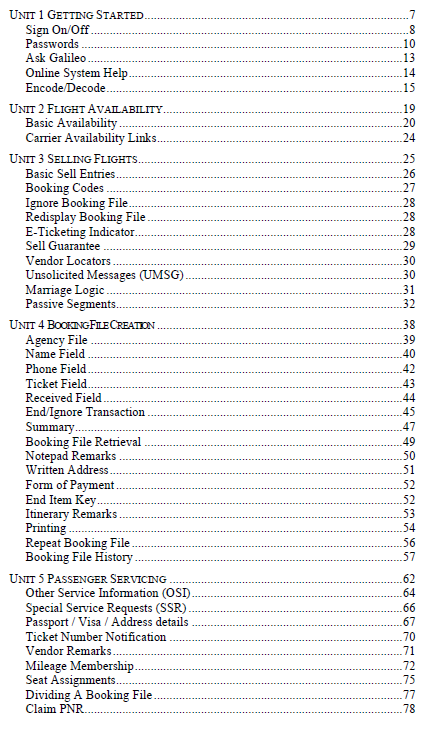 UNIT 1 GETTING STARTED 7
Sign On/Off 8
Passwords 10
Ask Galileo 13
Online System Help 14
Encode/Decode 15
UNIT 2 FLIGHT AVAILABILITY 19
Basic Availability 20
Carrier Availability Links 24
UNIT 3 SELLING FLIGHTS 25
Basic Sell Entries 26
Booking Codes 27
Ignore Booking File 28
Redisplay Booking File 28
E-Ticketing Indicator 28
Sell Guarantee 29
Vendor Locators 30
Unsolicited Messages (UMSG) 30
Marriage Logic 31
Passive Segments 32
UNIT 4 BOOKING FILE CREATION 38
Agency File 39
Name Field 40
Phone Field 42
Ticket Field 43
Received Field 44
End/Ignore Transaction 45
Summary 47
Booking File Retrieval 49
Notepad Remarks 50
Written Address 51
Form of Payment 52
End Item Key 52
Itinerary Remarks 53
Printing 54
Repeat Booking File 56
Booking File History 57
UNIT 5 PASSENGER SERVICING 62
Other Service Information (OSI) 64
Special Service Requests (SSR) 66
Passport / Visa / Address details 67
Ticket Number Notification 70
Vendor Remarks 71
Mileage Membership 72
Seat Assignments 75
Dividing A Booking File 77
Claim PNR 78